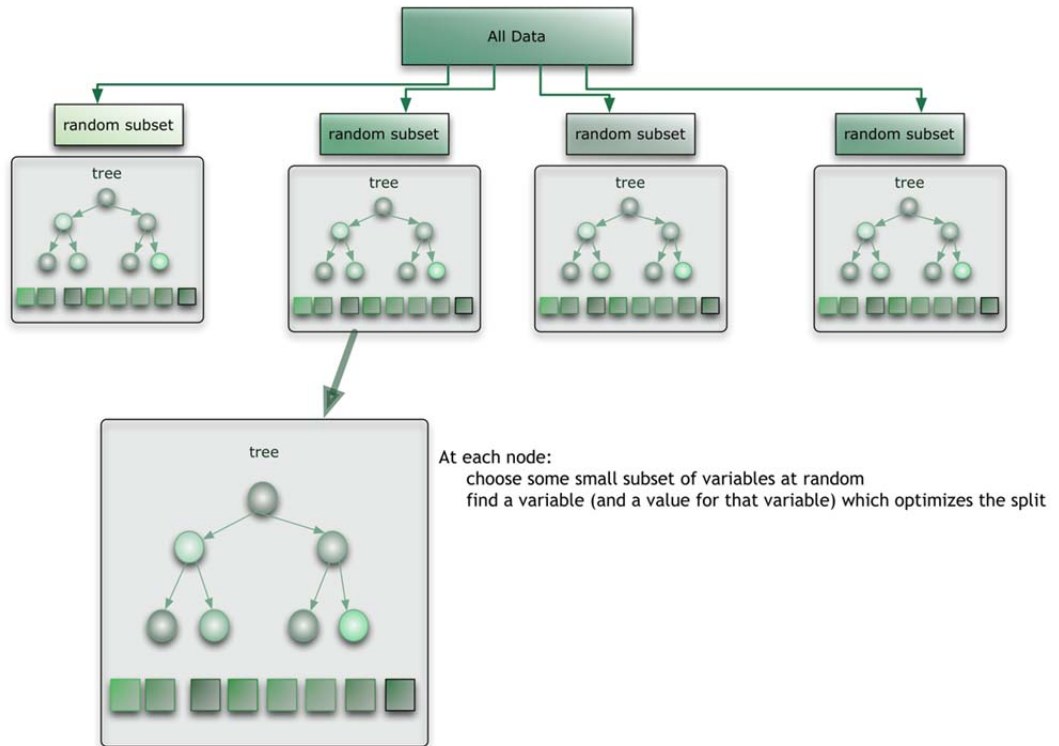 All Data
random subset
random subset
random subset
random subset
tree
tree
tree
tree
tree
At each node:
choose some small subset of variables at random
find a variable (and a value for that variable) which optimizes the split